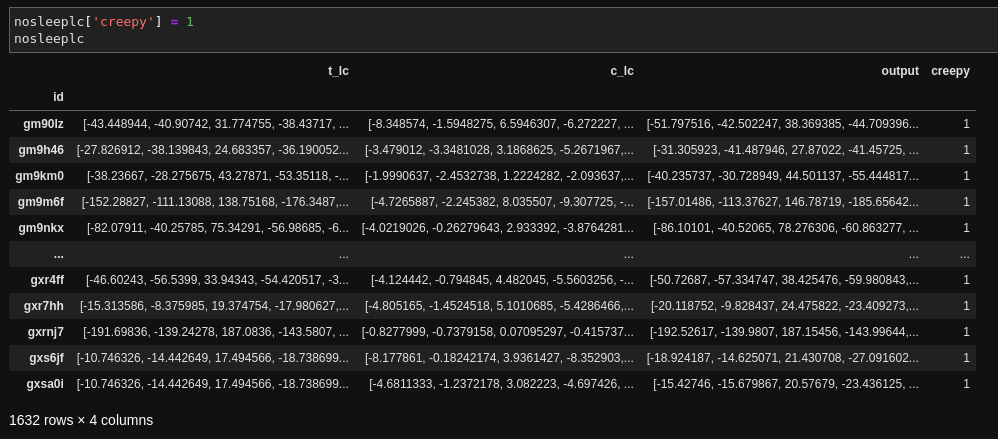 nosleeplc['creepy'] = 1
nosleeplc
t_lc c_lc output creepy
id
gm90lz [-43.448944, -40.90742, 31.774755, -38.43717, ... [-8.348574, -1.5948275, 6.5946307, -6.272227, ... [-51.797516, -42.502247, 38.369385, -44.709396... 1
gm9h46 [-27.826912, -38.139843, 24.683357, -36.190052... [-3.479012, -3.3481028, 3.1868625, -5.2671967,... [-31.305923, -41.487946, 27.87022, -41.45725, ... 1
gm9km0 [-38.23667, -28.275675, 43.27871, -53.35118, -... [-1.9990637, -2.4532738, 1.2224282, -2.093637,... [-40.235737, -30.728949, 44.501137, -55.444817... 1
gm9m6f [-152.28827, -111.13088, 138.75168, -176.3487,... [-4.7265887, -2.245382, 8.035507, -9.307725, -... [-157.01486, -113.37627, 146.78719, -185.65642... 1
gm9nkx [-82.07911, -40.25785, 75.34291, -56.98685, -6... [-4.0219026, -0.26279643, 2.933392, -3.8764281... [-86.10101, -40.52065, 78.276306, -60.863277, ... 1
... ... ... ... ...
gxr4ff [-46.60243, -56.5399, 33.94343, -54.420517, -3... [-4.124442, -0.794845, 4.482045, -5.5603256, -... [-50.72687, -57.334747, 38.425476, -59.980843,... 1
gxr7hh [-15.313586, -8.375985, 19.374754, -17.980627,... [-4.805165, -1.4524518, 5.1010685, -5.4286466,... [-20.118752, -9.828437, 24.475822, -23.409273,... 1
gxrnj7 [-191.69836, -139.24278, 187.0836, -143.5807, ... [-0.8277999, -0.7379158, 0.07095297, -0.415737... [-192.52617, -139.9807, 187.15456, -143.99644,... 1
gxs6jf [-10.746326, -14.442649, 17.494566, -18.738699... [-8.177861, -0.18242174, 3.9361427, -8.352903,... [-18.924187, -14.625071, 21.430708, -27.091602... 1
gxsa0i [-10.746326, -14.442649, 17.494566, -18.738699... [-4.6811333, -1.2372178, 3.082223, -4.697426, ... [-15.42746, -15.679867, 20.57679, -23.436125, ... 1
1632 rows × 4 columns